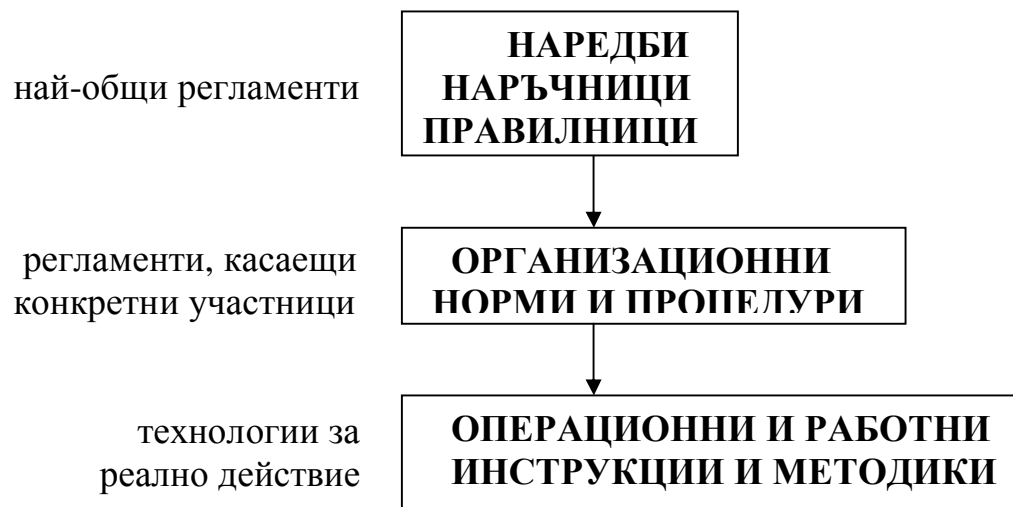 НАРЕДБИ
най-общи регламенти НАРЪЧНИЦИ
ПРАВИЛНИЦИ
регламенти, касаещи ОРГАНИЗАЦИОННИ
конкретни участници НОРМИ И ПРОЦЕДУРИ
технологии за ОПЕРАЦИОННИ И РАБОТНИ
реално действие ИНСТРУКЦИИ И МЕТОДИКИ